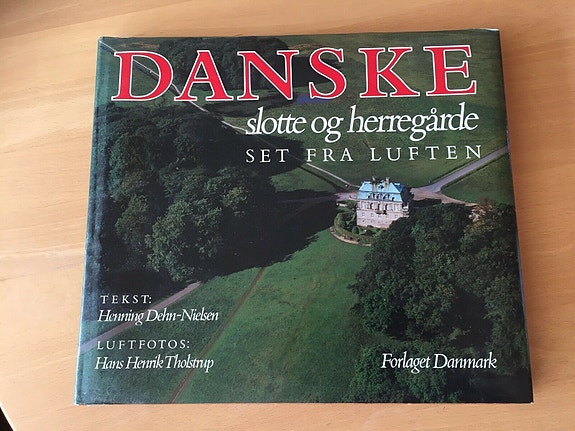 DANSKE
slotte og herregårde
SET FRA LUFTEN
TEKST:
Henning Dehn-Nielsen
LUFTFOTOS:
Hans Henrik Tholstrup
Forlaget Danmark